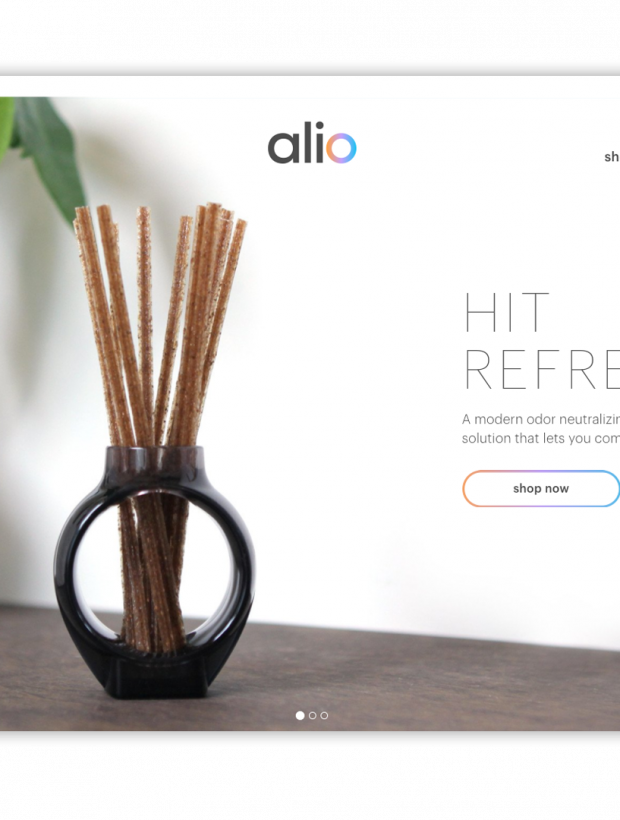 alio
sh
HIT
REFRE
A modern odor neutralizin
solution that lets you com
shop now